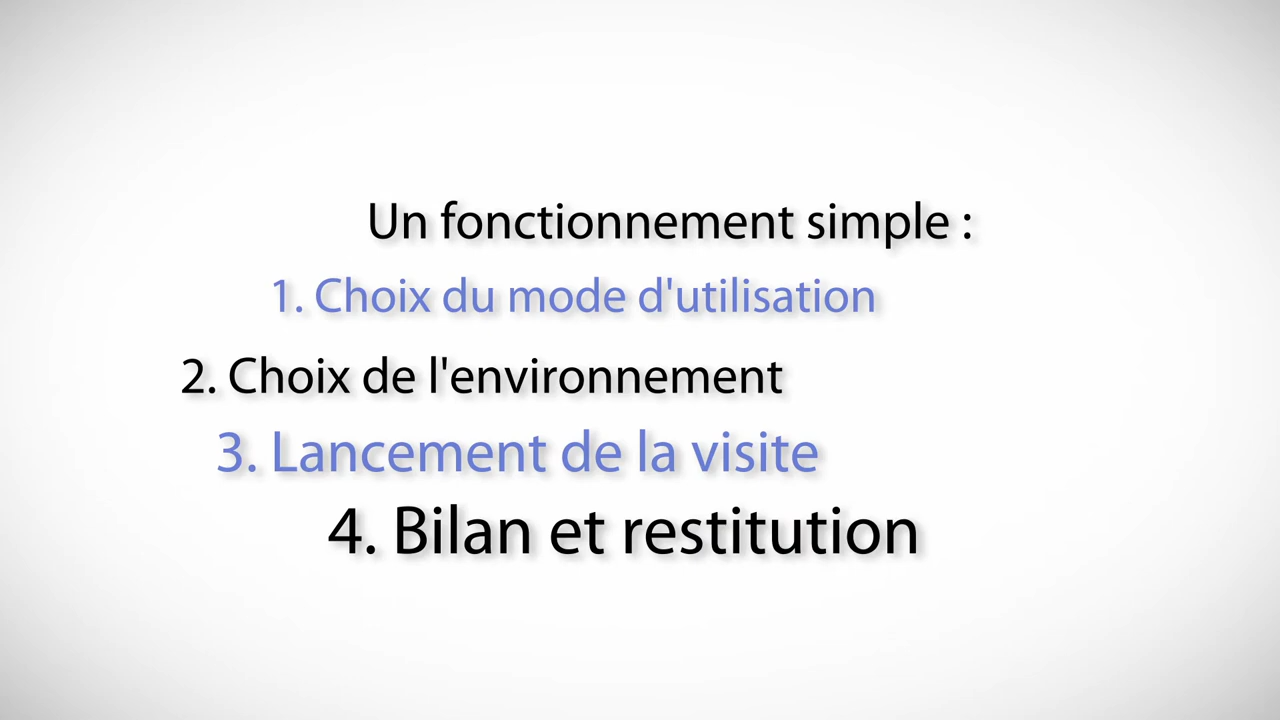 Un fonctionnement simple :
1. Choix du mode d'utilisation
2. Choix de l'environnement
3. Lancement de la visite
4. Bilan et restitution